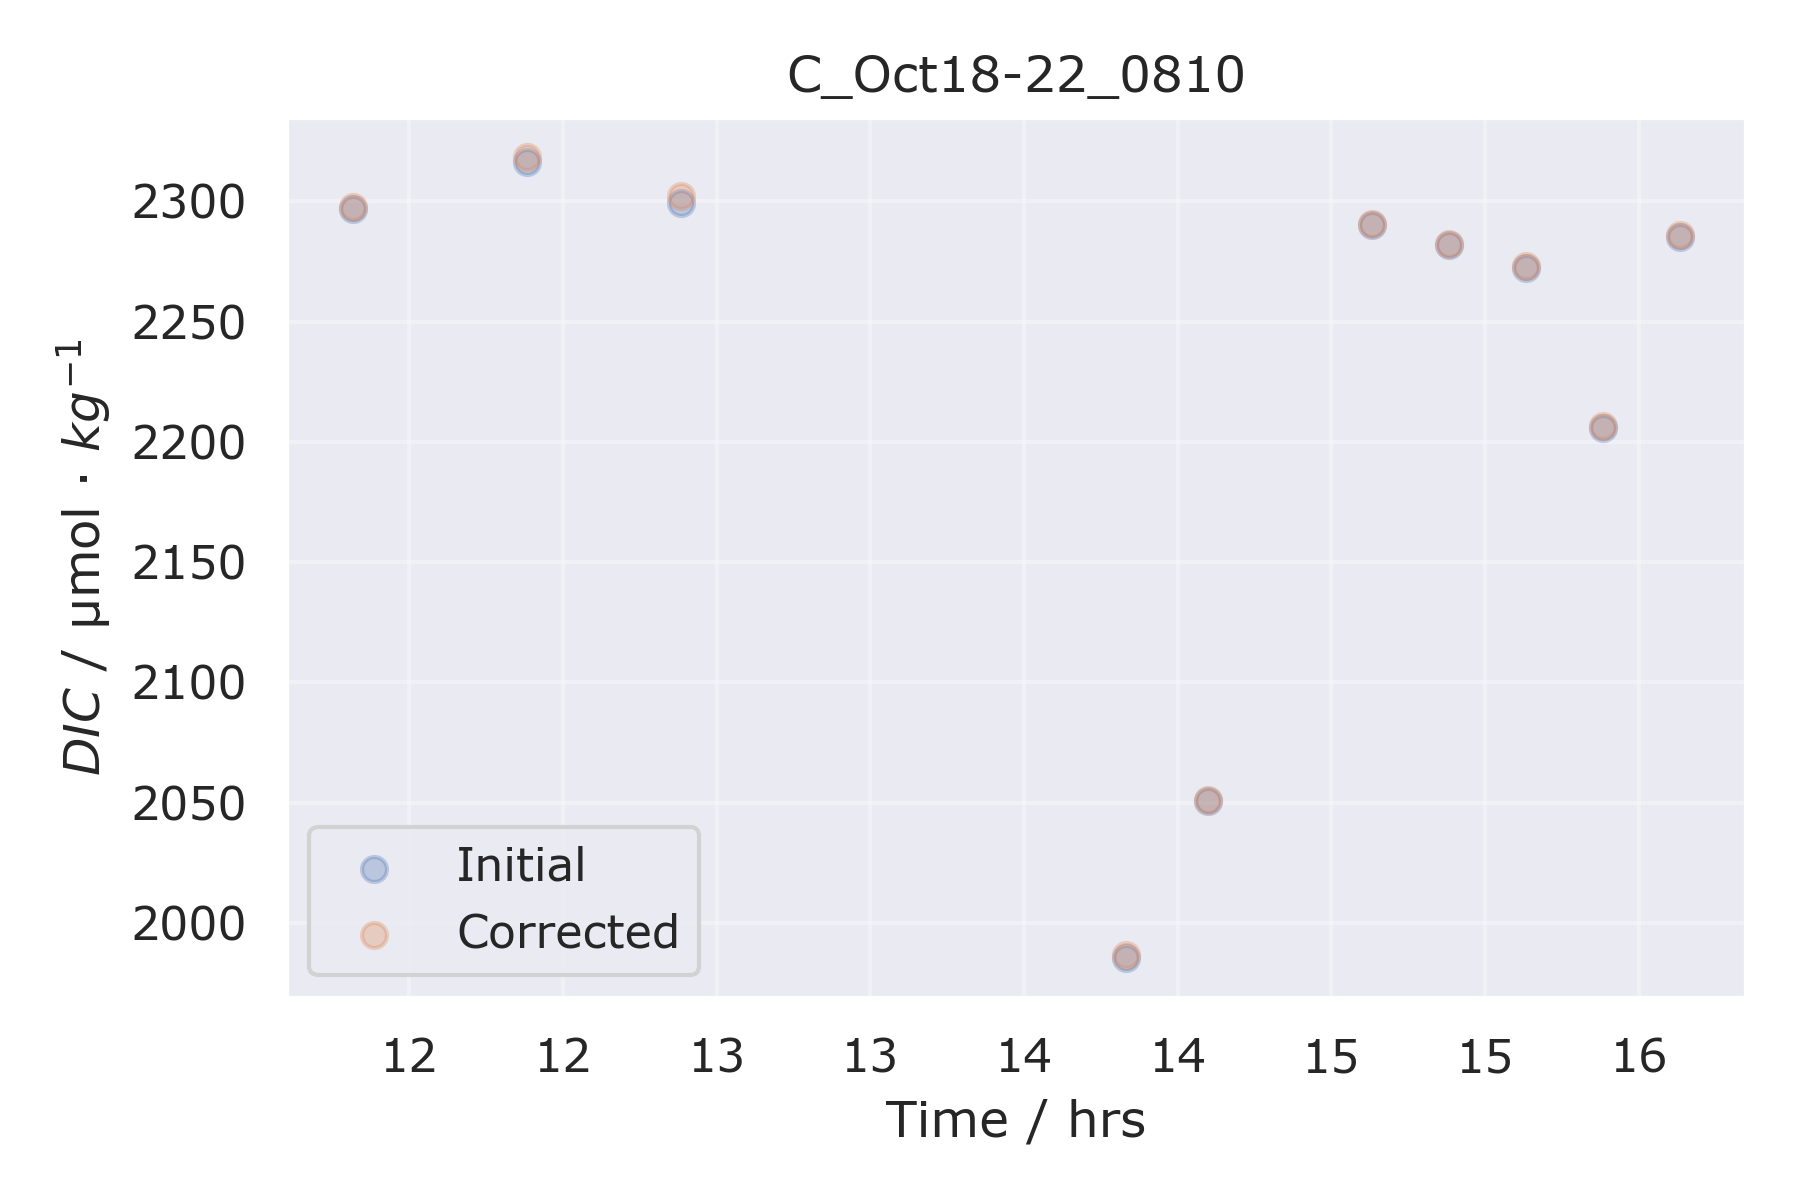 C_Oct18-22_0810
DIC / µmol · kg⁻¹
2300
2250
2200
2150
2100
2050
2000
Initial
Corrected
12 12 13 13 14 14 15 15 16
Time / hrs